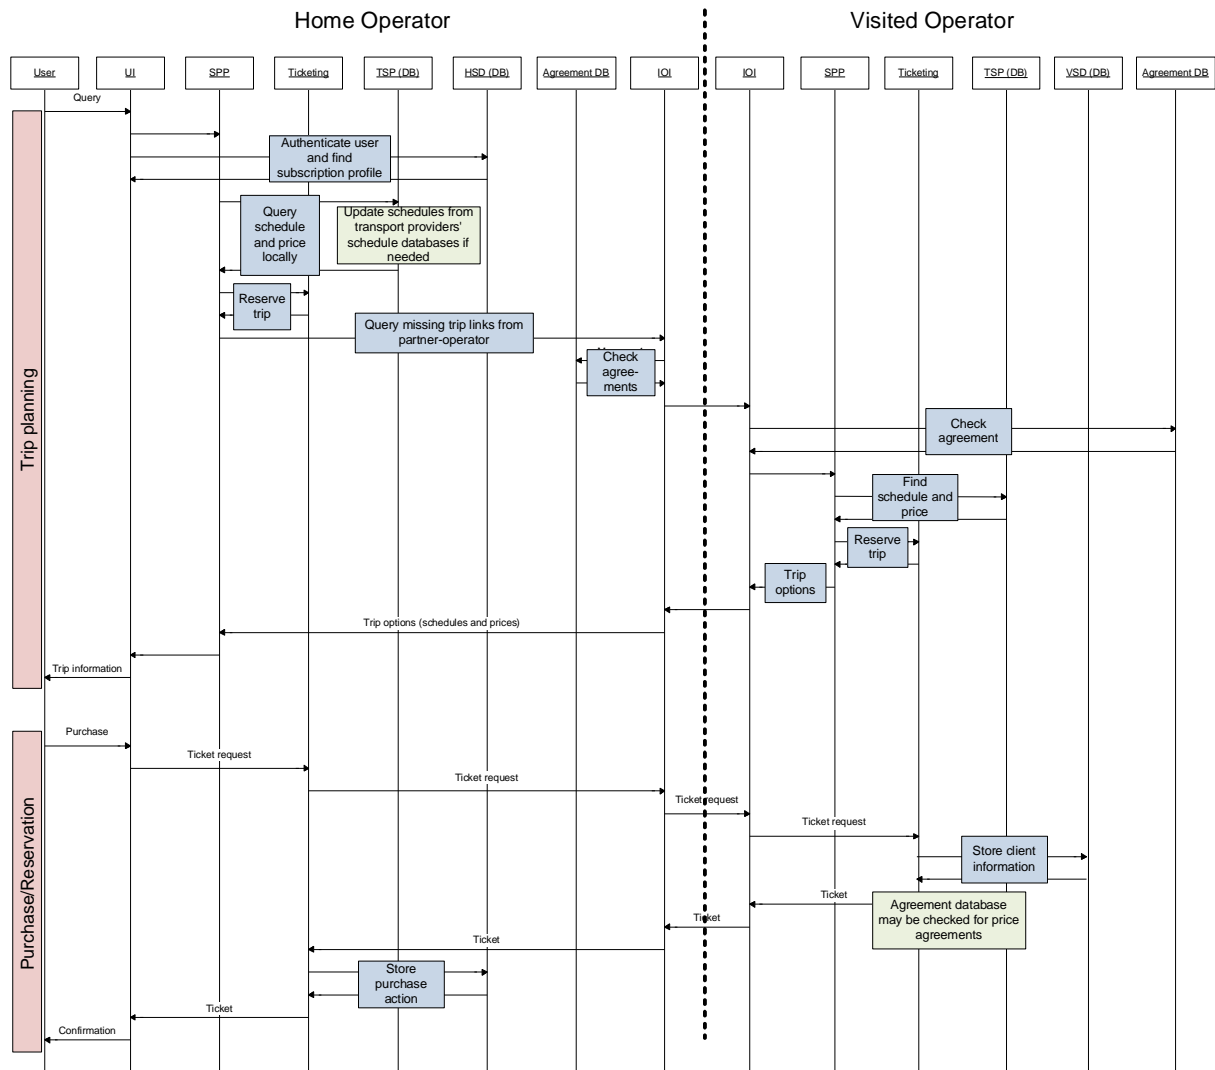 Home Operator
Visited Operator
User
UI
SPP
Ticketing
TSP (DB)
HSD (DB)
Agreement DB
IOI
IOI
SPP
Ticketing
TSP (DB)
VSD (DB)
Agreement DB
Trip planning
Query
Authenticate user
and find
subscription profile
Query
schedule
and price
locally
Update schedules from
transport providers'
schedule databases if
needed
Reserve
trip
Query missing trip links from
partner-operator
Check
agree-
ments
Check
agreement
Find
schedule and
price
Reserve
trip
Trip
options
Trip options (schedules and prices)
Trip information
Purchase/Reservation
Purchase
Ticket request
Ticket request
Ticket request
Ticket request
Store client
information
Ticket
Agreement database
may be checked for price
agreements
Ticket
Ticket
Store
purchase
action
Ticket
Confirmation